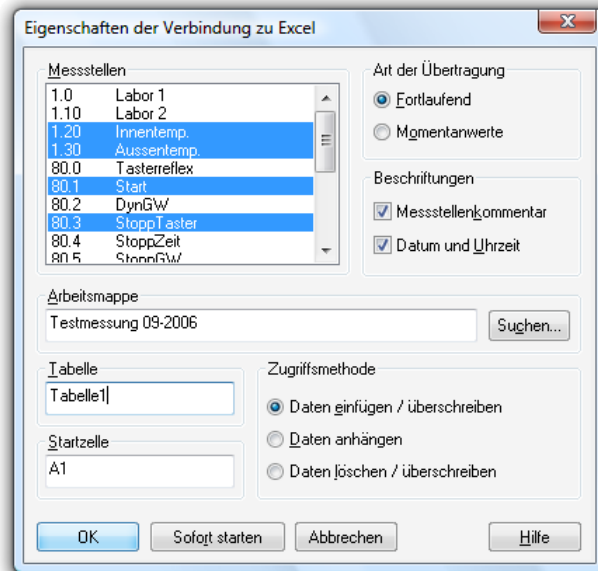 Eigenschaften der Verbindung zu Excel
Messstellen
1.0 Labor 1
1.10 Labor 2
1.20 Innentemp.
1.30 Aussentemp.
80.0 Tasterreflex
80.1 Start
80.2 DynGW
80.3 StoppTaster
80.4 StoppZeit
80.5 StoppGW
Art der Übertragung
Fortlaufend
Momentanwerte
Beschriftungen
Messstellenkommentar
Datum und Uhrzeit
Arbeitsmappe
Testmessung 09-2006
Suchen...
Tabelle
Tabelle1
Startzelle
A1
Zugriffsmethode
Daten einfügen / überschreiben
Daten anhängen
Daten löschen / überschreiben
OK
Sofort starten
Abbrechen
Hilfe